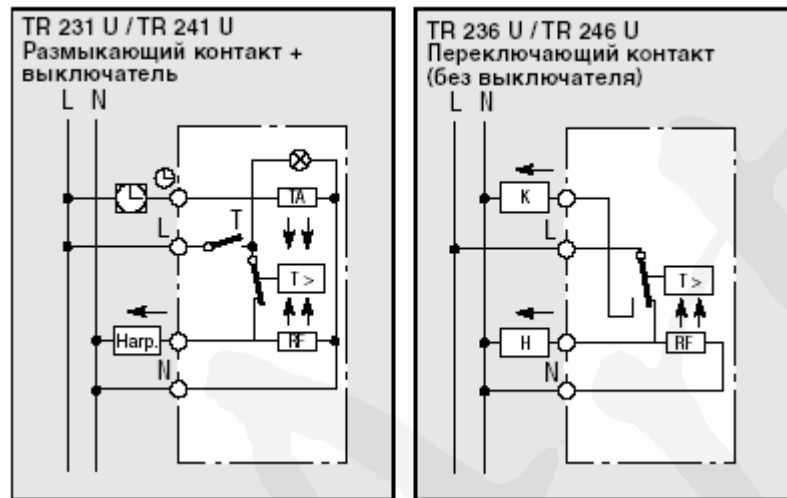 TR 231 U / TR 241 U
Размыкающий контакт +
выключатель
L N
TA
L T
T >
Нагр. RF
N
TR 236 U / TR 246 U
Переключающий контакт
(без выключателя)
L N
К
L
T >
Н RF
N